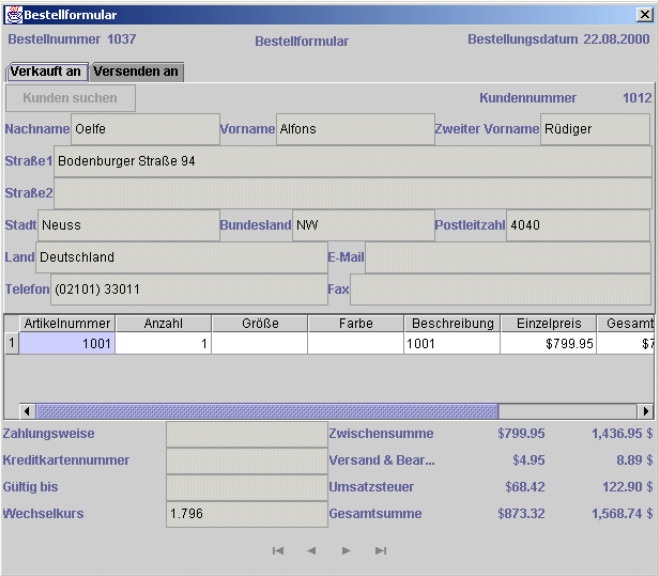 Bestellformular
Bestellnummer 1037 Bestellformular Bestellungsdatum 22.08.2000
Verkauft an Versenden an
Kunden suchen Kundennummer 1012
Nachname Oelfe Vorname Alfons Zweiter Vorname Rüdiger
Straße1 Bodenburger Straße 94
Straße2
Stadt Neuss Bundesland NW Postleitzahl 4040
Land Deutschland E-Mail
Telefon (02101) 33011 Fax
Artikelnummer Anzahl Größe Farbe Beschreibung Einzelpreis Gesamt
1 1001 1 1001 $799.95 $7
Zahlungsweise Zwischensumme $799.95 1,436.95 $
Kreditkartennummer Versand & Bear... $4.95 8.89 $
Gültig bis Umsatzsteuer $68.42 122.90 $
Wechselkurs 1.796 Gesamtsumme $873.32 1,568.74 $